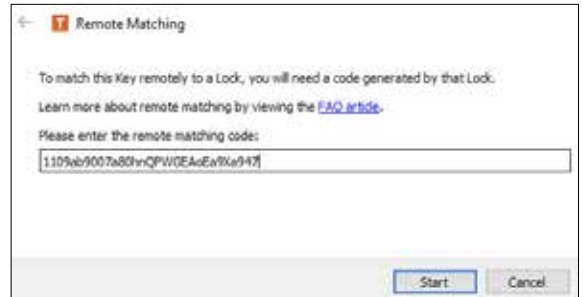 T Remote Matching
To match this Key remotely to a Lock, you will need a code generated by that Lock.
Learn more about remote matching by viewing the FAQ article.
Please enter the remote matching code:
Start Cancel